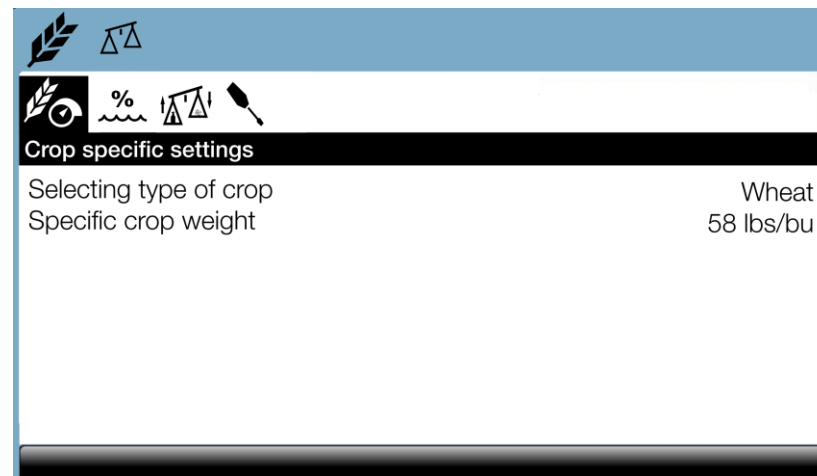 %
Crop specific settings
Selecting type of crop Wheat
Specific crop weight 58 lbs/bu